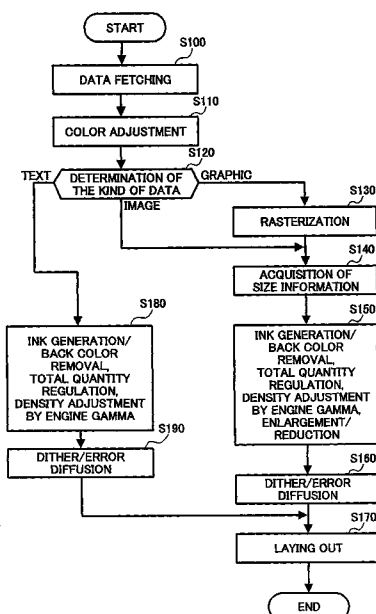 START
S100
DATA FETCHING
S110
COLOR ADJUSTMENT
S120
TEXT
DETERMINATION OF
THE KIND OF DATA
GRAPHIC
IMAGE
S130
RASTERIZATION
S140
ACQUISITION OF
SIZE INFORMATION
S180
INK GENERATION/
BACK COLOR
REMOVAL,
TOTAL QUANTITY
REGULATION,
DENSITY ADJUSTMENT
BY ENGINE GAMMA
S150
INK GENERATION/
BACK COLOR
REMOVAL,
TOTAL QUANTITY
REGULATION,
DENSITY ADJUSTMENT
BY ENGINE GAMMA,
ENLARGEMENT/
REDUCTION
S190
DITHER/ERROR
DIFFUSION
S160
DITHER/ERROR
DIFFUSION
S170
LAYING OUT
END